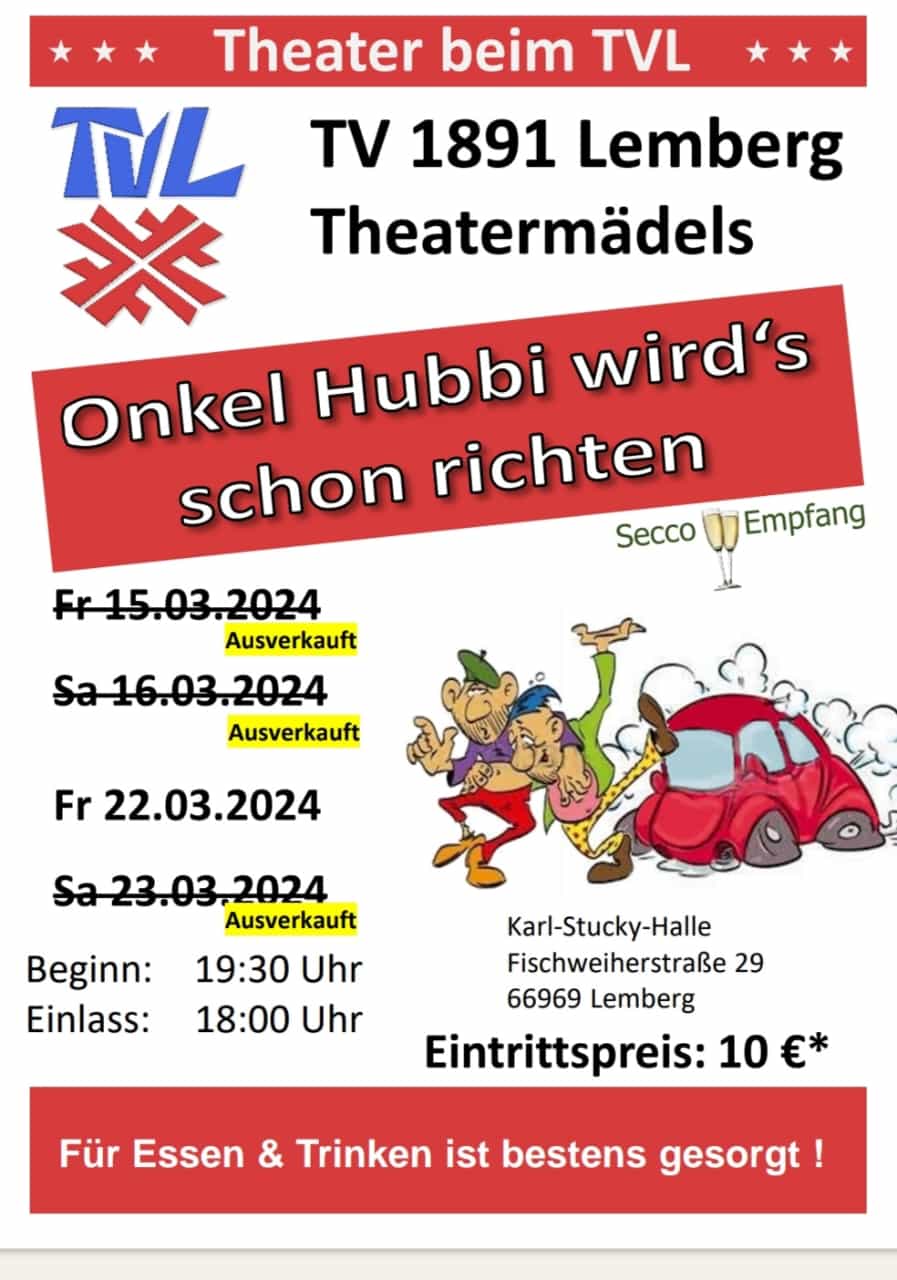 ★ ★ ★ Theater beim TVL ★ ★ ★
TVL
TV 1891 Lemberg
Theatermädels
Onkel Hubbi wird‘s
schon richten
Secco Empfang
Fr 15.03.2024
Ausverkauft
Sa 16.03.2024
Ausverkauft
Fr 22.03.2024
Sa 23.03.2024
Ausverkauft
Beginn: 19:30 Uhr
Einlass: 18:00 Uhr
Karl-Stucky-Halle
Fischweiherstraße 29
66969 Lemberg
Eintrittspreis: 10 €*
Für Essen & Trinken ist bestens gesorgt !